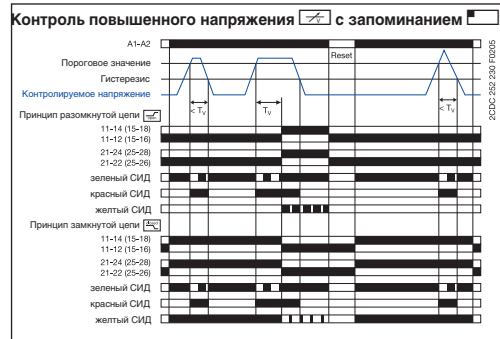 Контроль повышенного напряжения с запоминанием
A1-A2
Reset
Пороговое значение
Гистерезис
Контролируемое напряжение
< Tv
Tv
< Tv
Принцип разомкнутой цепи
11-14 (15-18)
11-12 (15-16)
21-24 (25-28)
21-22 (25-26)
зеленый СИД
красный СИД
желтый СИД
Принцип замкнутой цепи
11-14 (15-18)
11-12 (15-16)
21-24 (25-28)
21-22 (25-26)
зеленый СИД
красный СИД
желтый СИД
2CDC 252 230 F0205